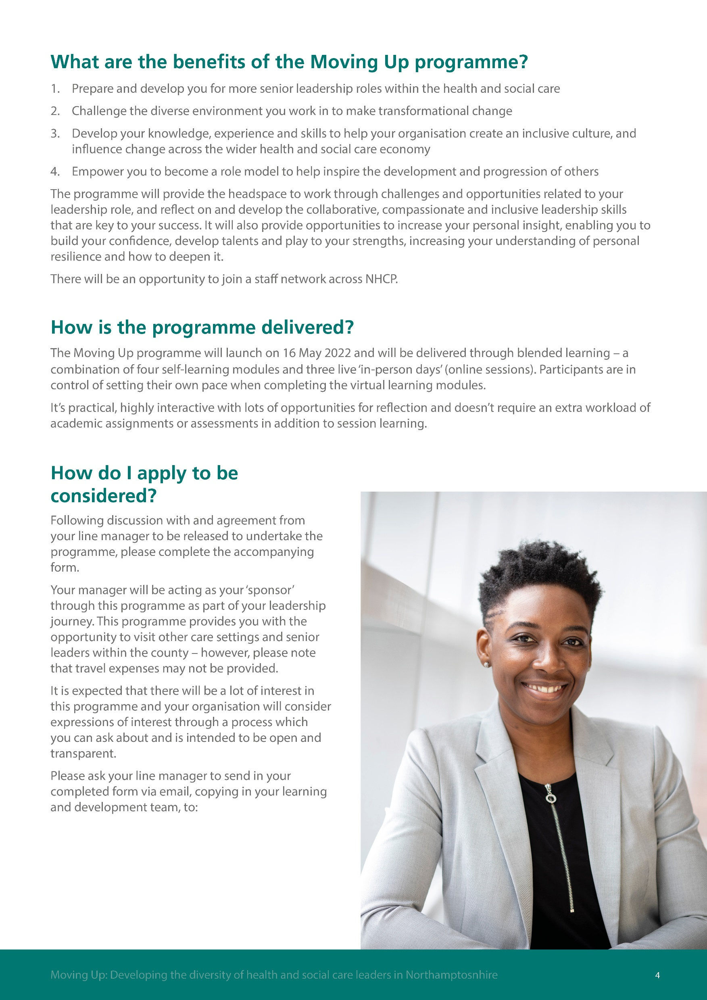 What are the benefits of the Moving Up programme?
1. Prepare and develop you for more senior leadership roles within the health and social care
2. Challenge the diverse environment you work in to make transformational change
3. Develop your knowledge, experience and skills to help your organisation create an inclusive culture, and
influence change across the wider health and social care economy
4. Empower you to become a role model to help inspire the development and progression of others
The programme will provide the headspace to work through challenges and opportunities related to your
leadership role, and reflect on and develop the collaborative, compassionate and inclusive leadership skills
that are key to your success. It will also provide opportunities to increase your personal insight, enabling you to
build your confidence, develop talents and play to your strengths, increasing your understanding of personal
resilience and how to deepen it.
There will be an opportunity to join a staff network across NHCP.
How is the programme delivered?
The Moving Up programme will launch on 16 May 2022 and will be delivered through blended learning – a
combination of four self-learning modules and three live ‘in-person days’ (online sessions). Participants are in
control of setting their own pace when completing the virtual learning modules.
It’s practical, highly interactive with lots of opportunities for reflection and doesn’t require an extra workload of
academic assignments or assessments in addition to session learning.
How do I apply to be
considered?
Following discussion with and agreement from
your line manager to be released to undertake the
programme, please complete the accompanying
form.
Your manager will be acting as your ‘sponsor’
through this programme as part of your leadership
journey. This programme provides you with the
opportunity to visit other care settings and senior
leaders within the county – however, please note
that travel expenses may not be provided.
It is expected that there will be a lot of interest in
this programme and your organisation will consider
expressions of interest through a process which
you can ask about and is intended to be open and
transparent.
Please ask your line manager to send in your
completed form via email, copying in your learning
and development team, to:
Moving Up: Developing the diversity of health and social care leaders in Northamptosnhire
4